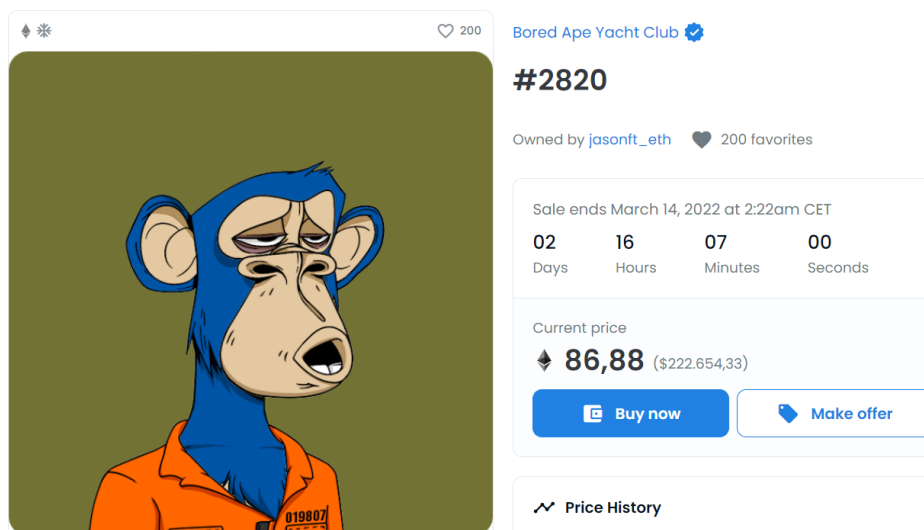 200
Bored Ape Yacht Club
#2820
Owned by jasonft_eth 200 favorites
Sale ends March 14, 2022 at 2:22am CET
02 16 07 00
Days Hours Minutes Seconds
Current price
86,88 ($222.654,33)
Buy now Make offer
019807
Price History